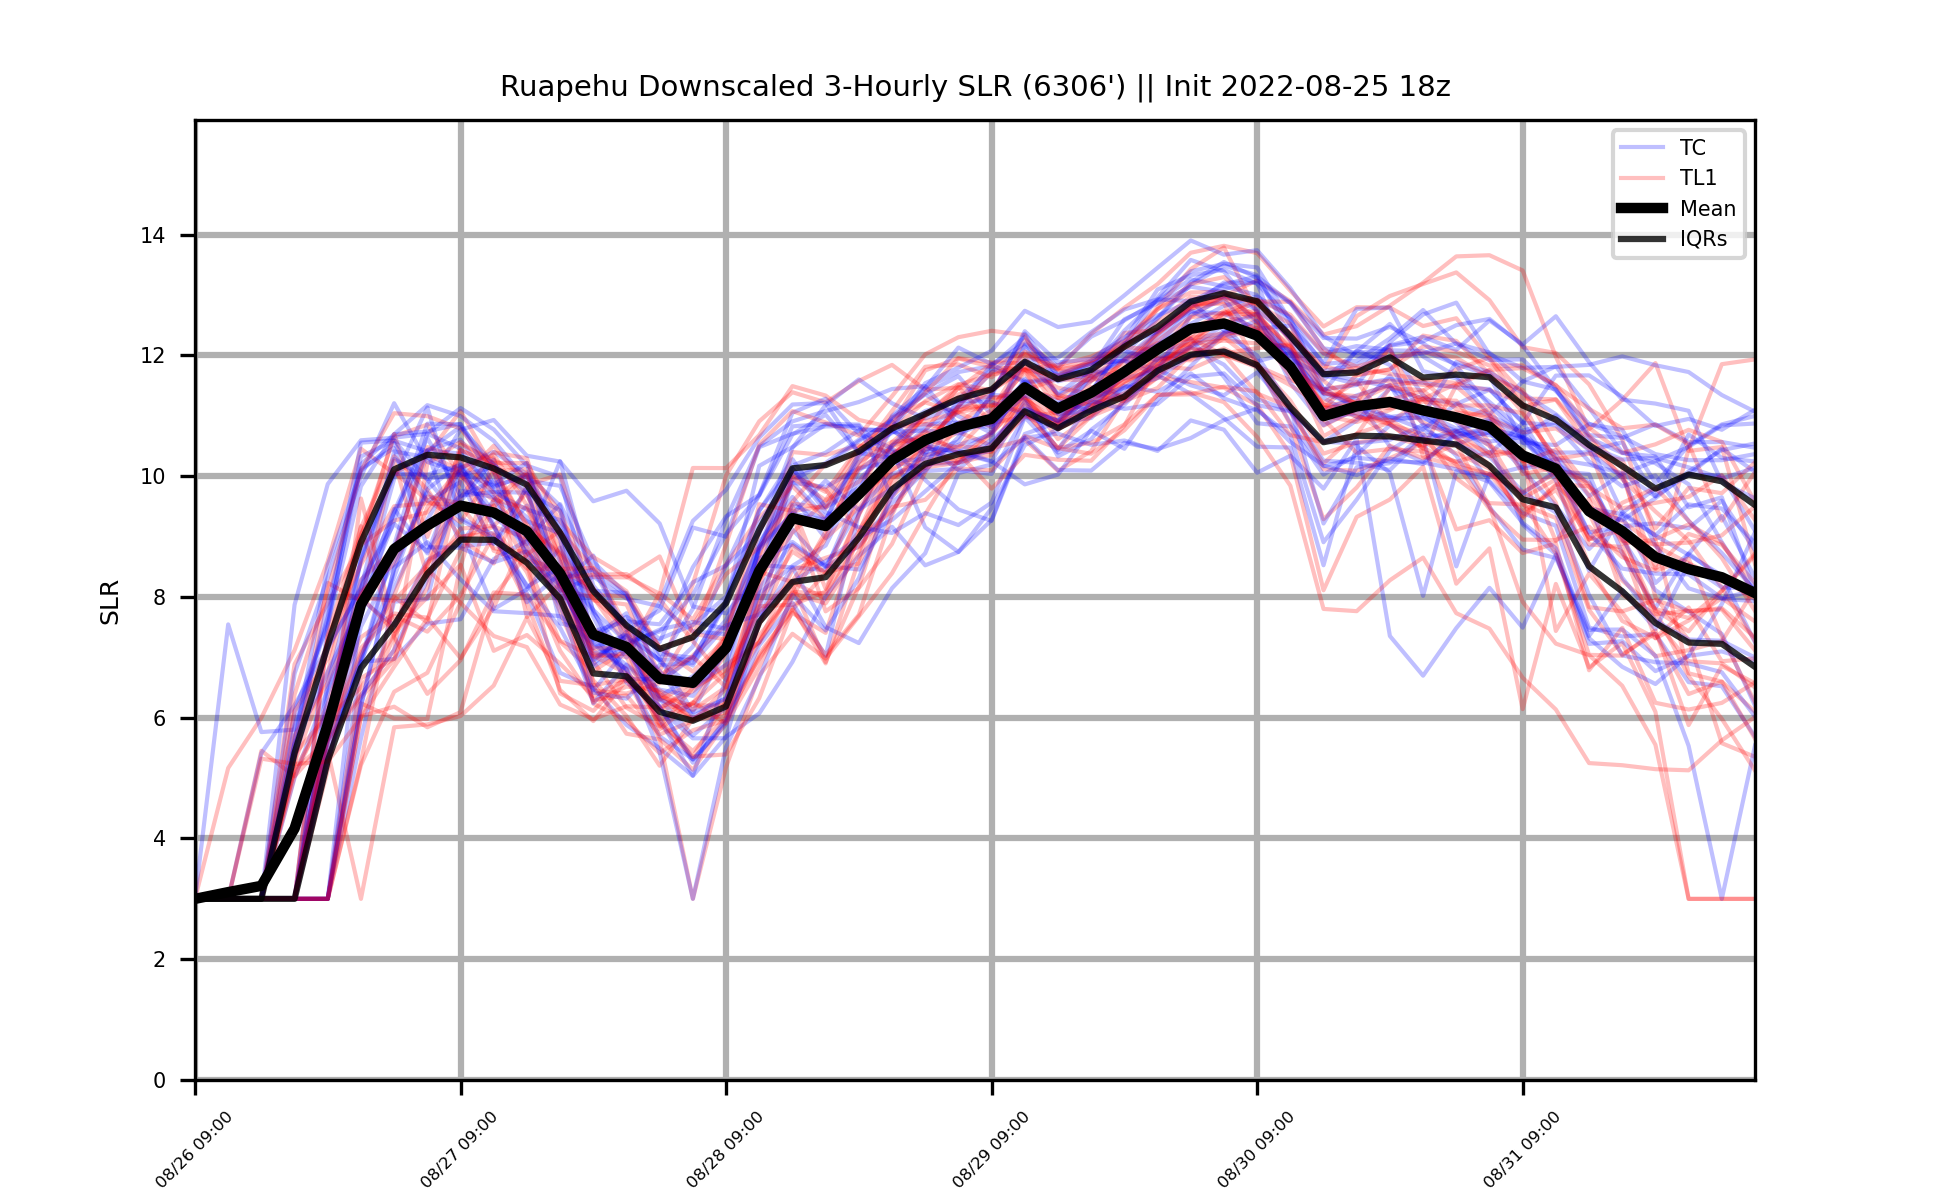 Ruapehu Downscaled 3-Hourly SLR (6306') || Init 2022-08-25 18z
TC
TL1
Mean
IQRs
SLR
14
12
10
8
6
4
2
0
08/26 09:00
08/27 09:00
08/28 09:00
08/29 09:00
08/30 09:00
08/31 09:00